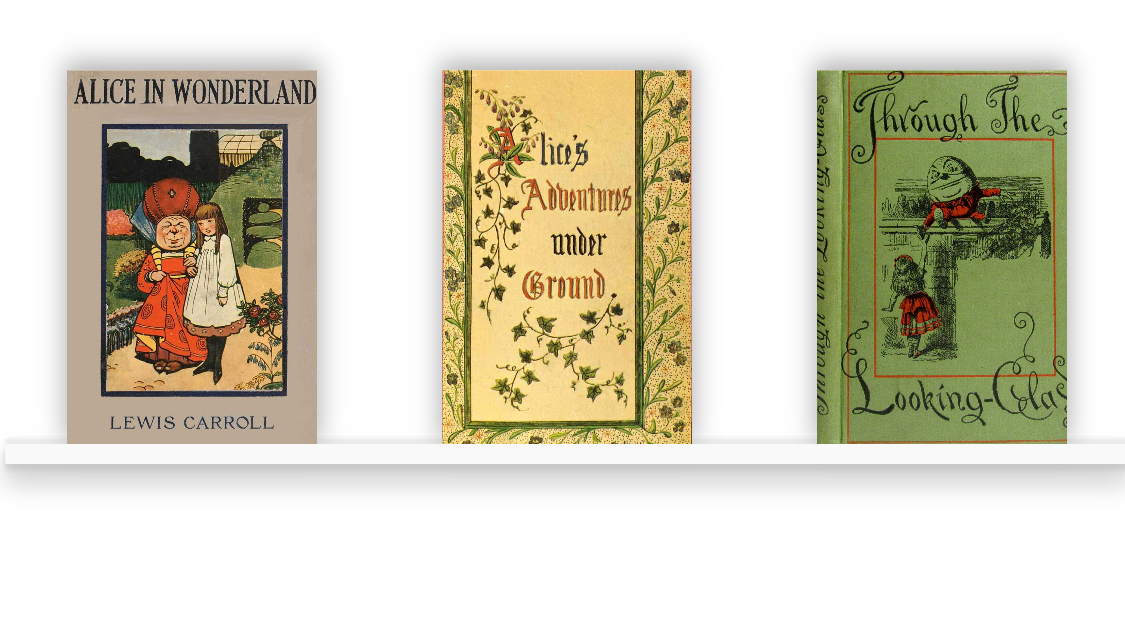 ALICE IN WONDERLAND
LEWIS CARROLL
Alice's
Adventures
under
Ground
Through The
Looking-Glas
Through the Looking Glass